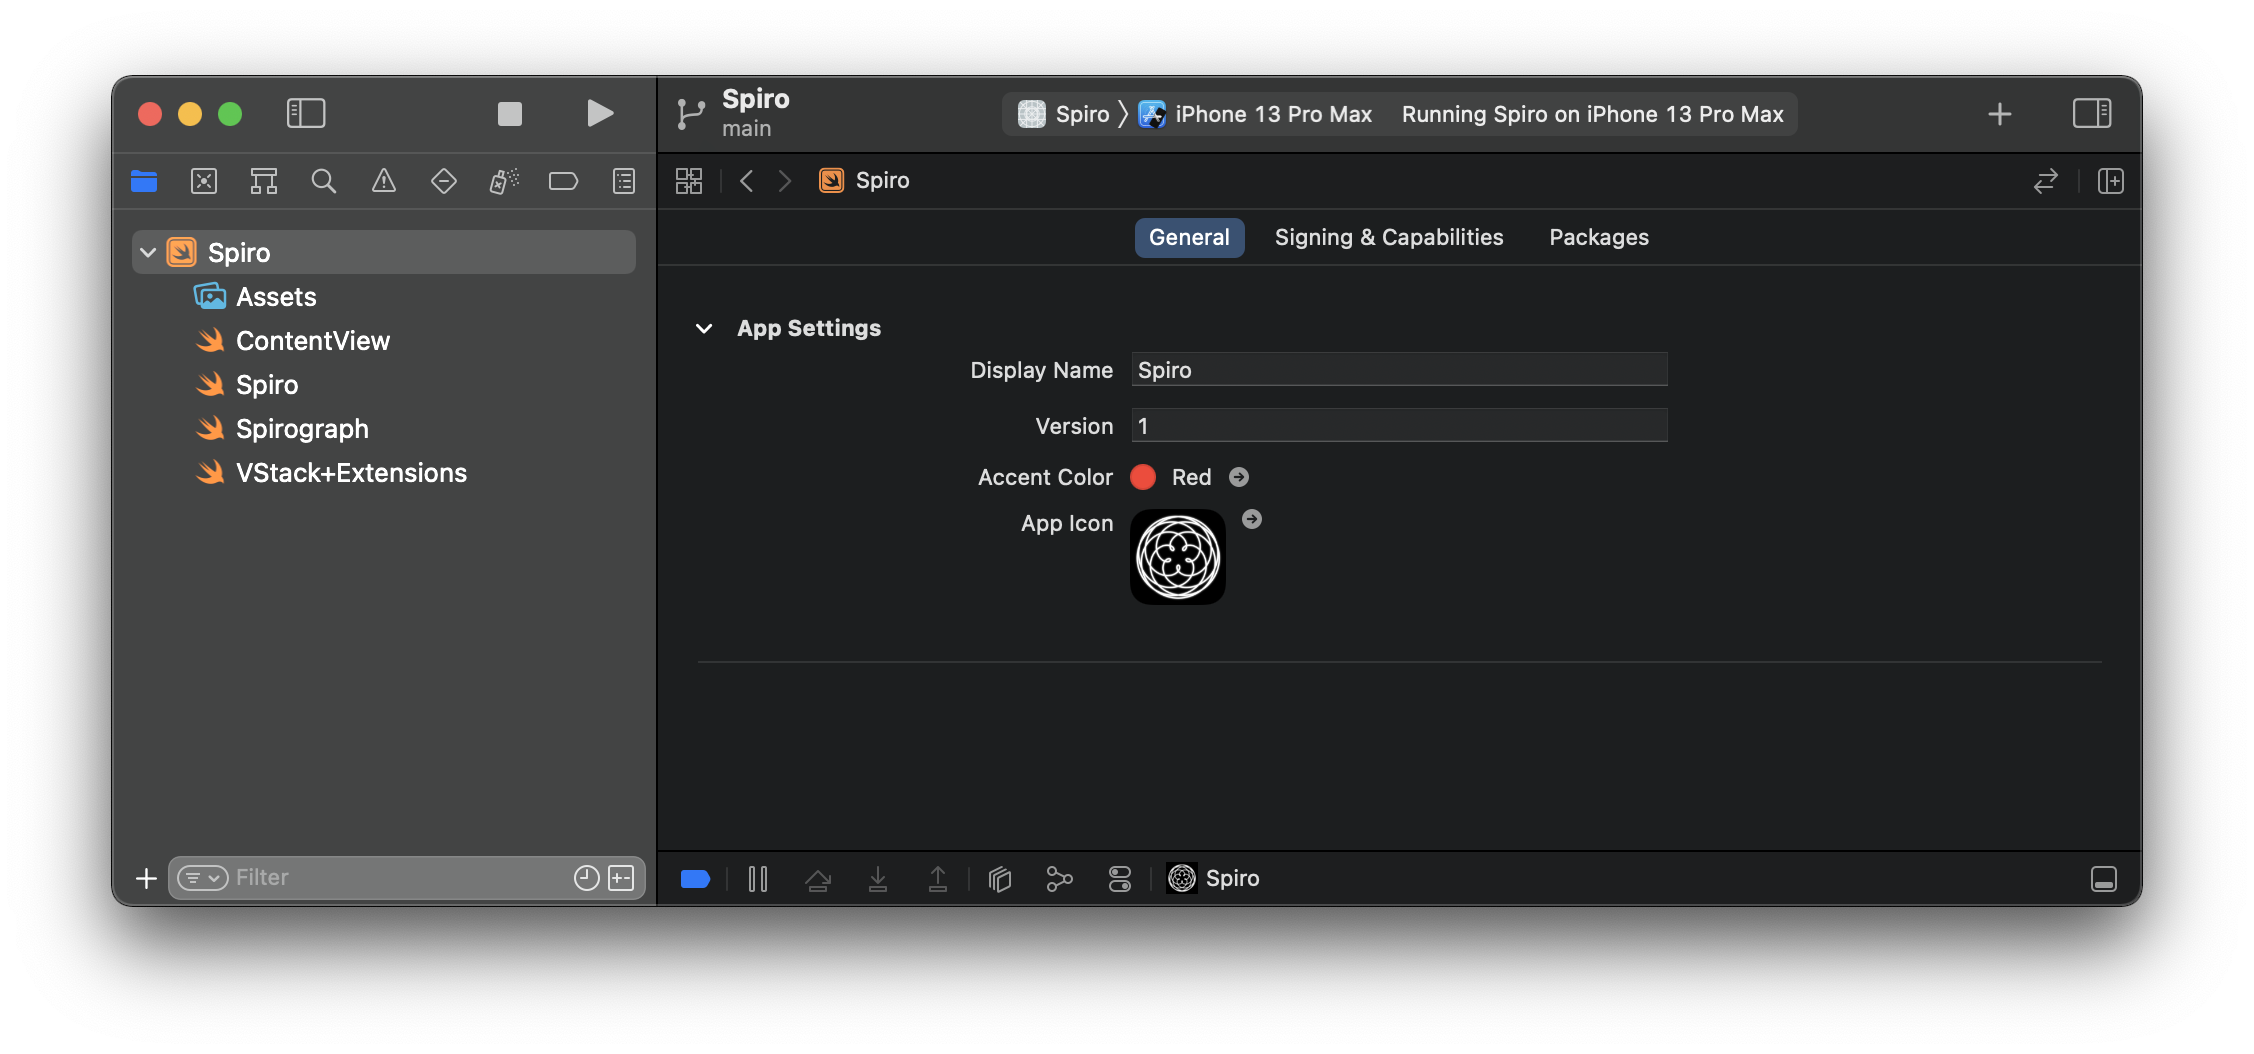 Spiro
main
Spiro
iPhone 13 Pro Max
Running Spiro on iPhone 13 Pro Max
Spiro
General
Signing & Capabilities
Packages
Spiro
Assets
ContentView
Spiro
Spirograph
VStack+Extensions
App Settings
Display Name
Spiro
Version
1
Accent Color
Red
App Icon
Filter
Spiro